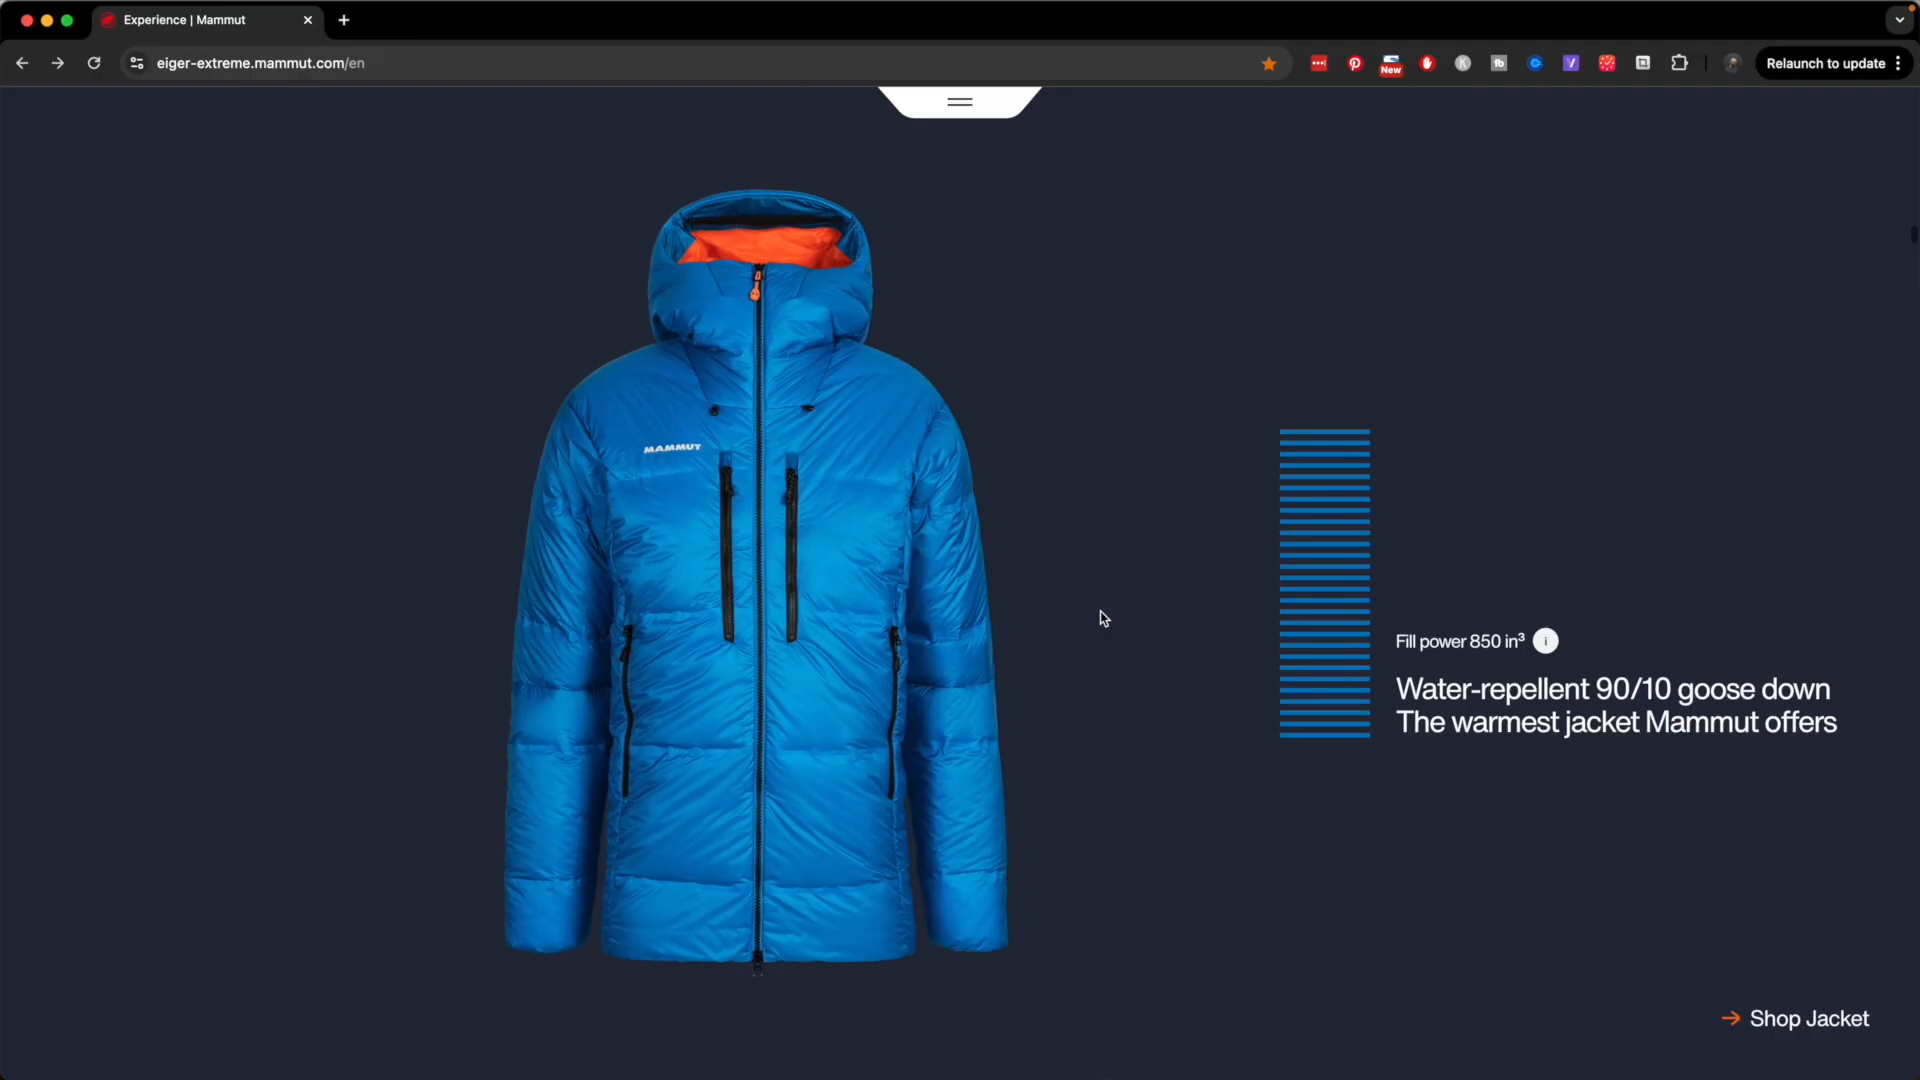 Experience | Mammut
eiger-extreme.mammut.com/en
New
Relaunch to update
MAMMUT
Fill power 850 in³ i
Water-repellent 90/10 goose down
The warmest jacket Mammut offers
→ Shop Jacket